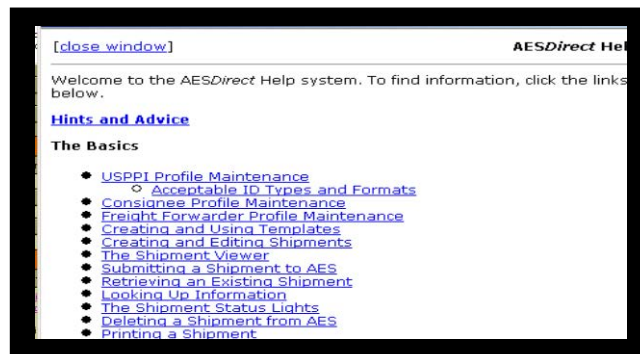 [close window] AESDirect Hel
Welcome to the AESDirect Help system. To find information, click the links
below.
Hints and Advice
The Basics
USPPI Profile Maintenance
Acceptable ID Types and Formats
Consignee Profile Maintenance
Freight Forwarder Profile Maintenance
Creating and Using Templates
Creating and Editing Shipments
The Shipment Viewer
Submitting a Shipment to AES
Retrieving an Existing Shipment
Looking Up Information
The Shipment Status Lights
Deleting a Shipment from AES
Printing a Shipment